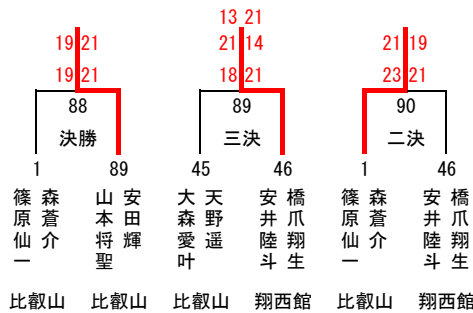 13 21
19 21 21 14 21 19
19 21 18 21 23 21
88 89 90
決勝 三決 二決
1 89 45 46 1 46
篠原仙一 森蒼介 山本将聖 安田輝 大森愛叶 天野遥 安井陸斗 橋爪翔生 篠原仙一 森蒼介 安井陸斗 橋爪翔生
比叡山 比叡山 比叡山 翔西館 比叡山 翔西館